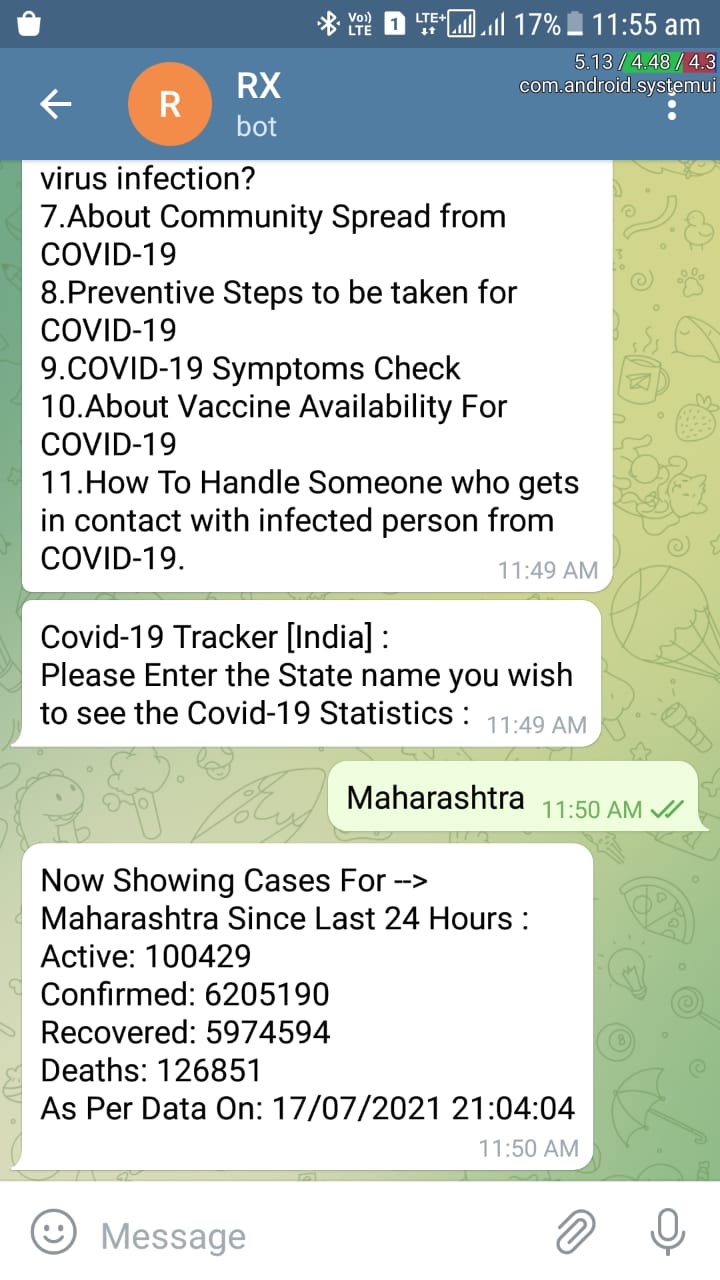 Vo)) LTE 1 LTE+ 17% 11:55 am
5.13 / 4.48 / 4.3
com.android.systemui
R
RX
bot
virus infection?
7.About Community Spread from
COVID-19
8.Preventive Steps to be taken for
COVID-19
9.COVID-19 Symptoms Check
10.About Vaccine Availability For
COVID-19
11.How To Handle Someone who gets
in contact with infected person from
COVID-19.
11:49 AM
Covid-19 Tracker [India] :
Please Enter the State name you wish
to see the Covid-19 Statistics :
11:49 AM
Maharashtra
11:50 AM
Now Showing Cases For -->
Maharashtra Since Last 24 Hours :
Active: 100429
Confirmed: 6205190
Recovered: 5974594
Deaths: 126851
As Per Data On: 17/07/2021 21:04:04
11:50 AM
Message